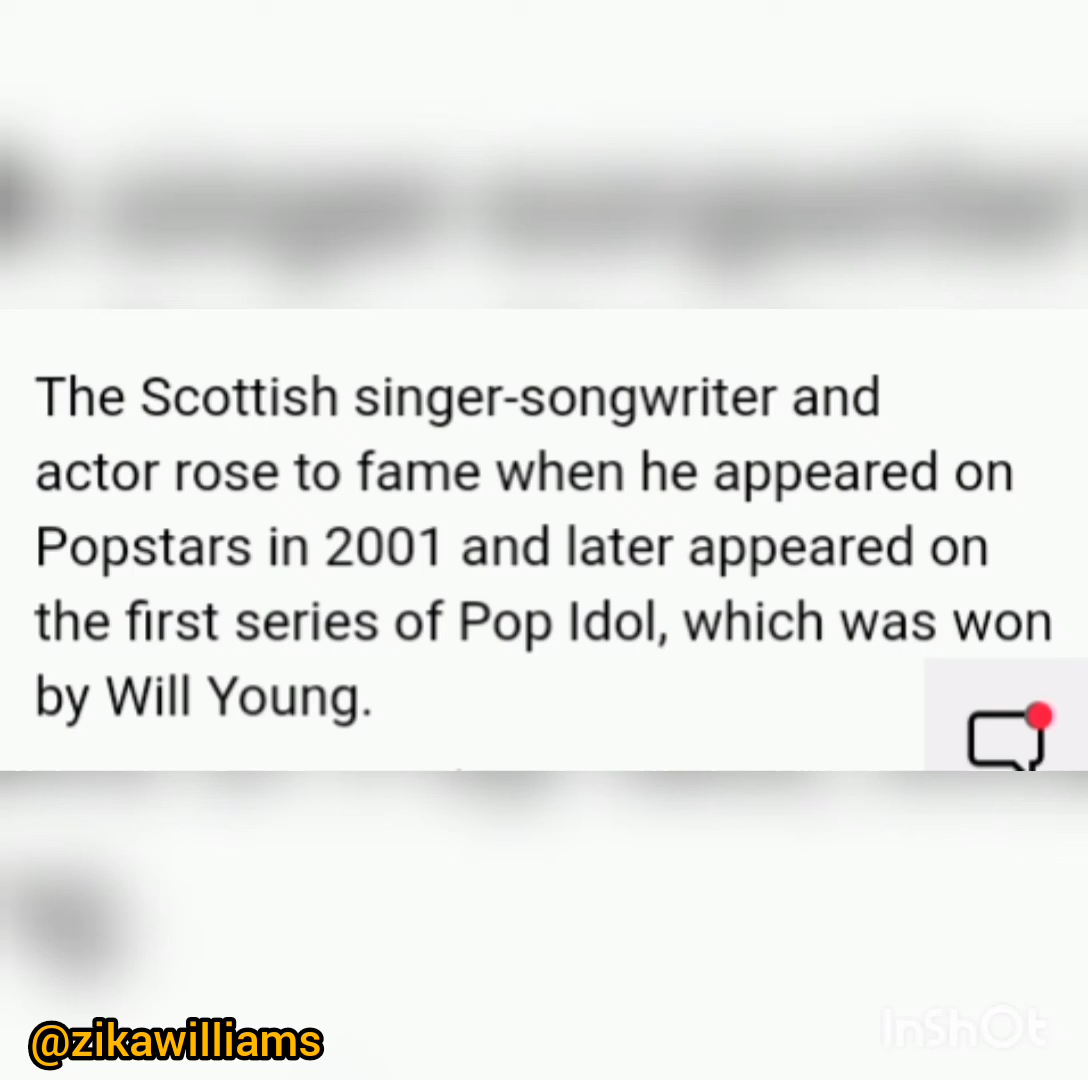 The Scottish singer-songwriter and
actor rose to fame when he appeared on
Popstars in 2001 and later appeared on
the first series of Pop Idol, which was won
by Will Young.
@zikawilliams
InShOt